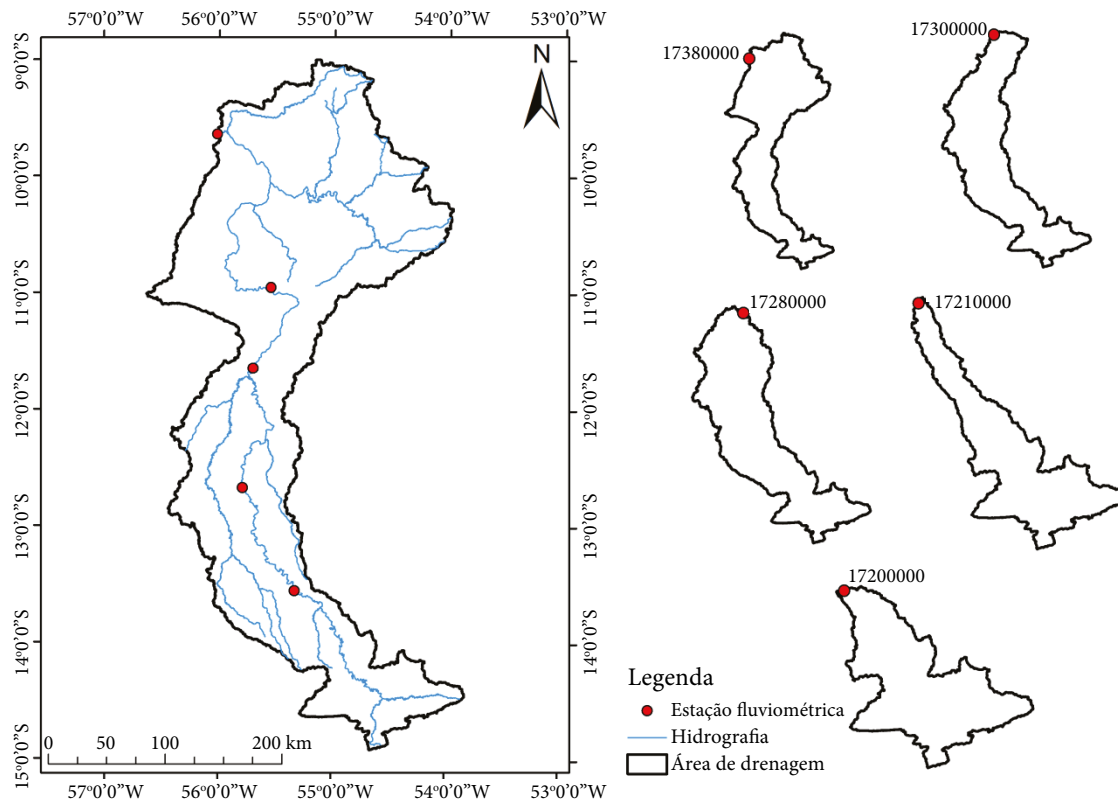 57º0'0”W 56º0'0”W 55º0'0”W 54º0'0”W 53º0'0”W
N
9º0'0”S
10º0'0”S
11º0'0”S
12º0'0”S
13º0'0”S
14º0'0”S
15º0'0”S
9º0'0”S
10º0'0”S
11º0'0”S
12º0'0”S
13º0'0”S
14º0'0”S
15º0'0”S
0 50 100 200 km
57º0'0”W 56º0'0”W 55º0'0”W 54º0'0”W 53º0'0”W
17380000
17300000
17280000
17210000
17200000
Legenda
Estação fluviométrica
Hidrografia
Área de drenagem